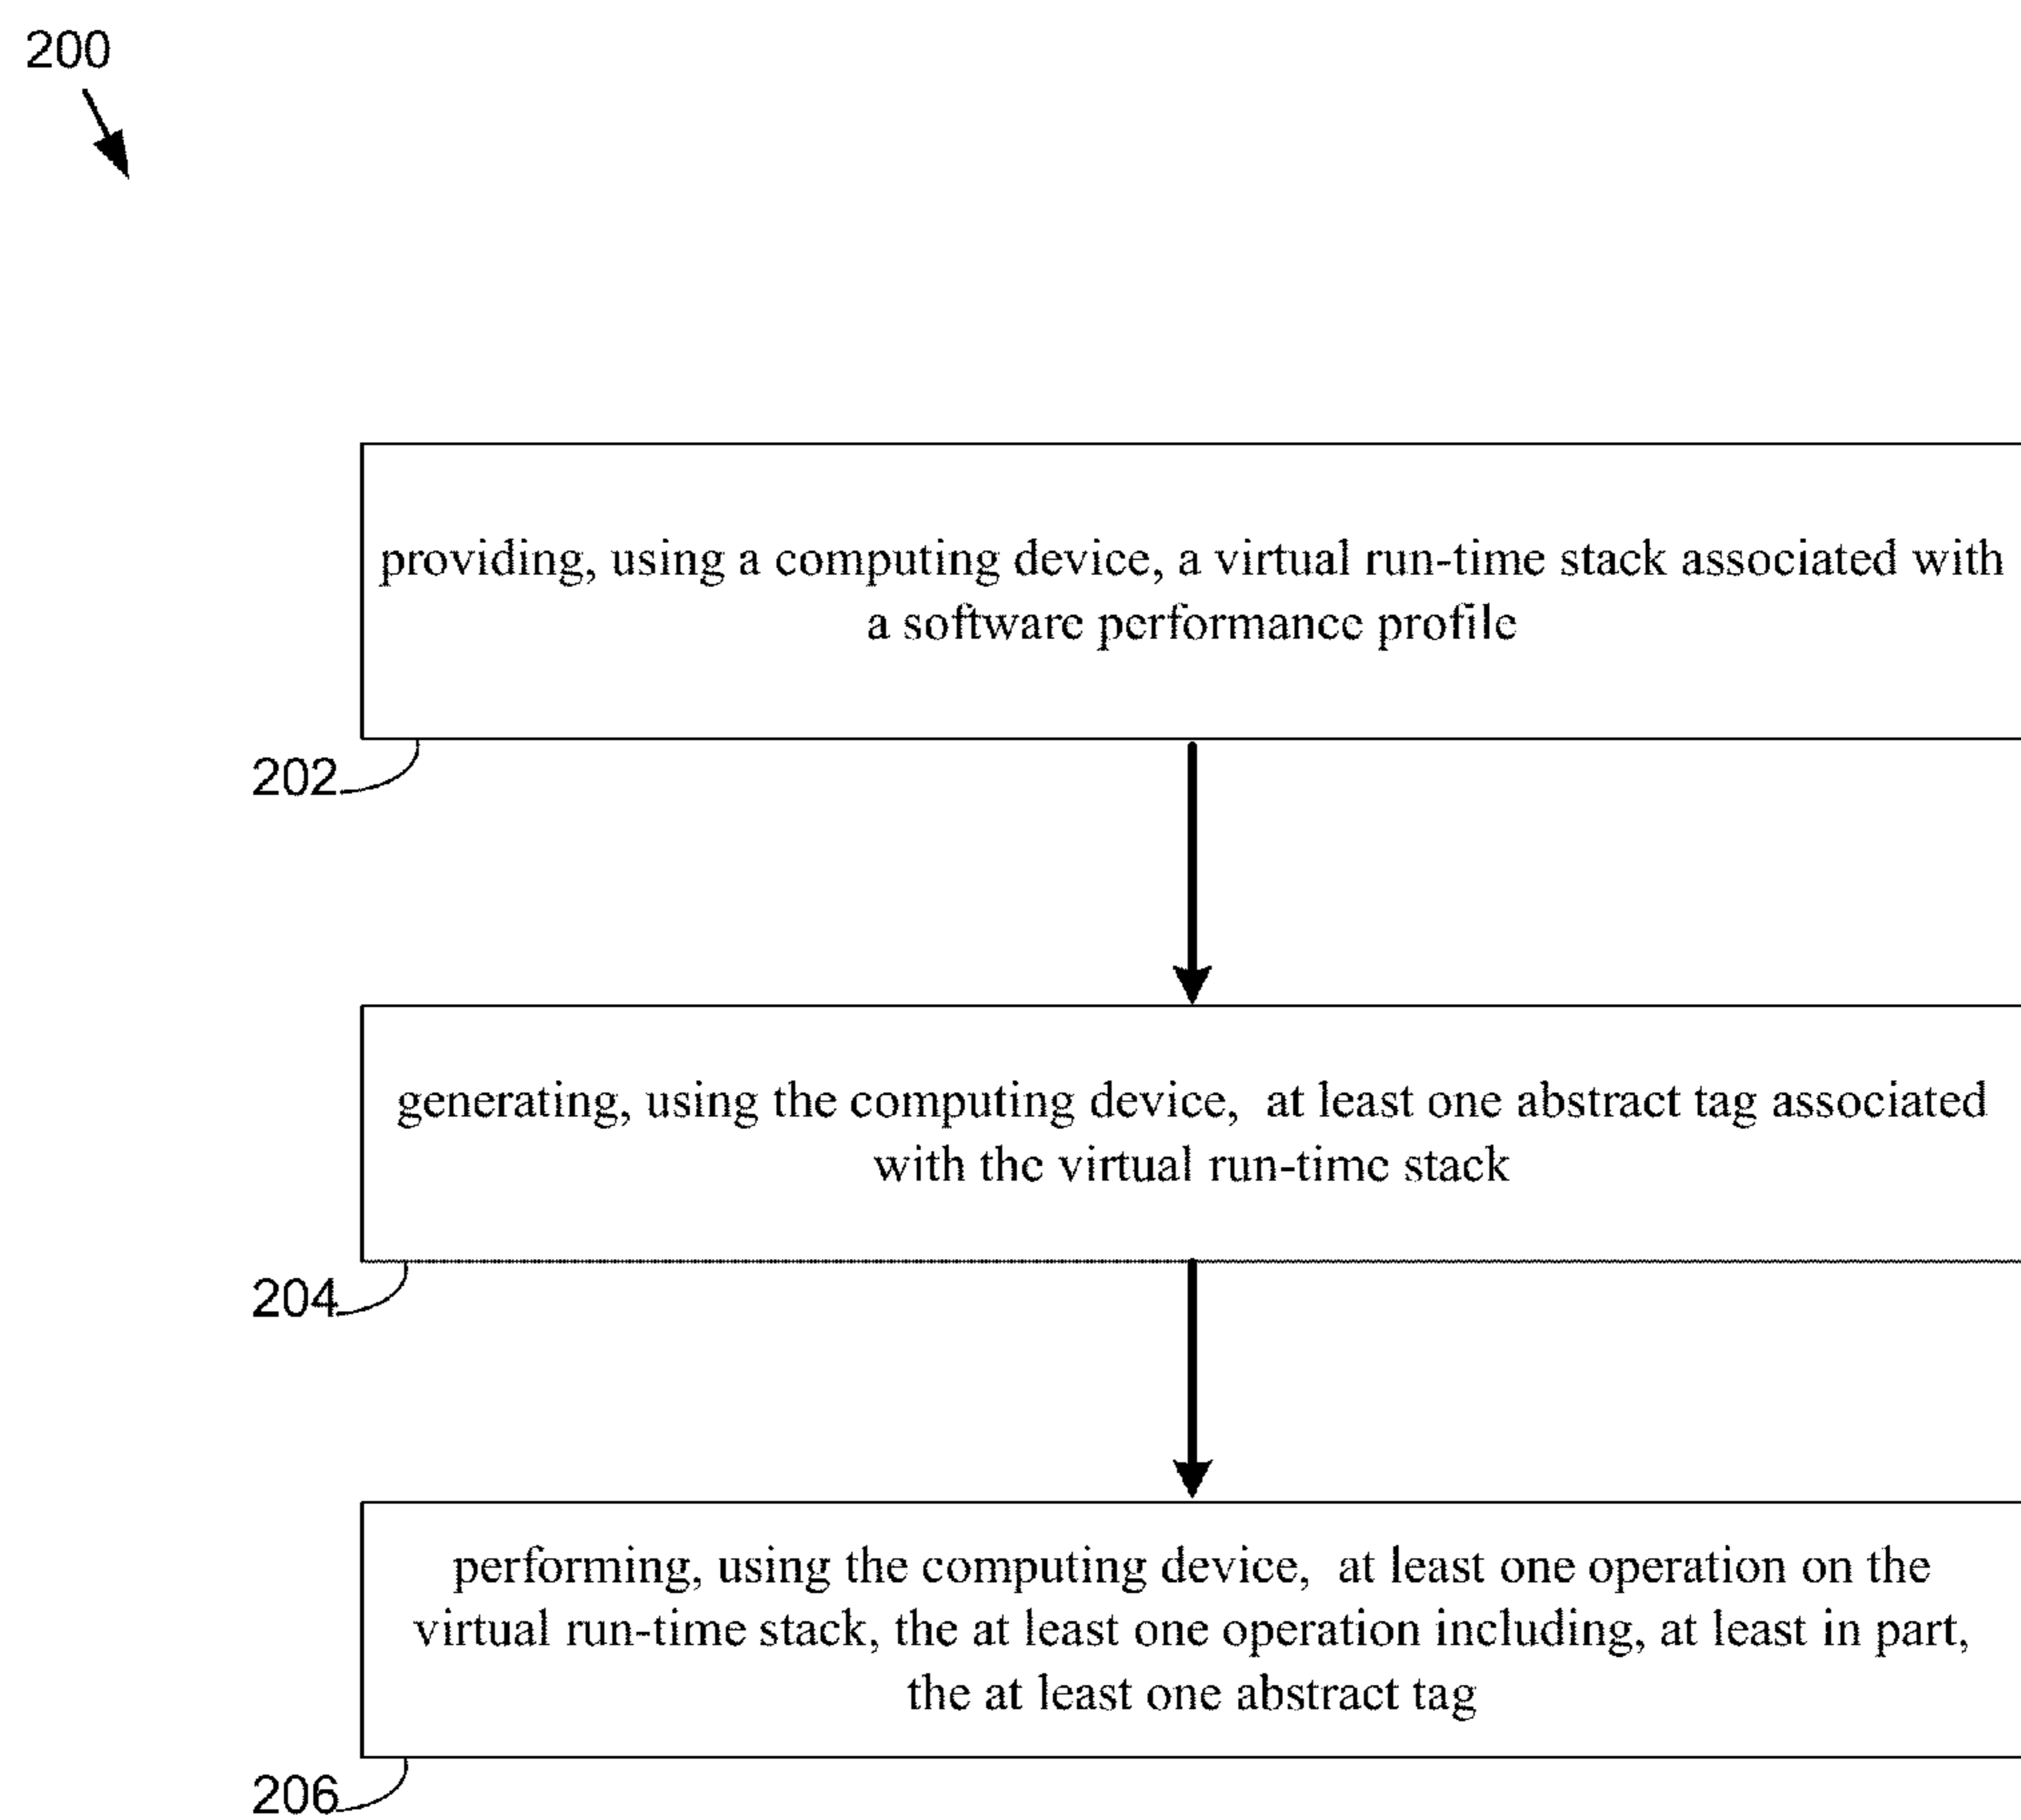 200
providing, using a computing device, a virtual run-time stack associated with
a software performance profile
202
generating, using the computing device, at least one abstract tag associated
with the virtual run-time stack
204
performing, using the computing device, at least one operation on the
virtual run-time stack, the at least one operation including, at least in part,
the at least one abstract tag
206